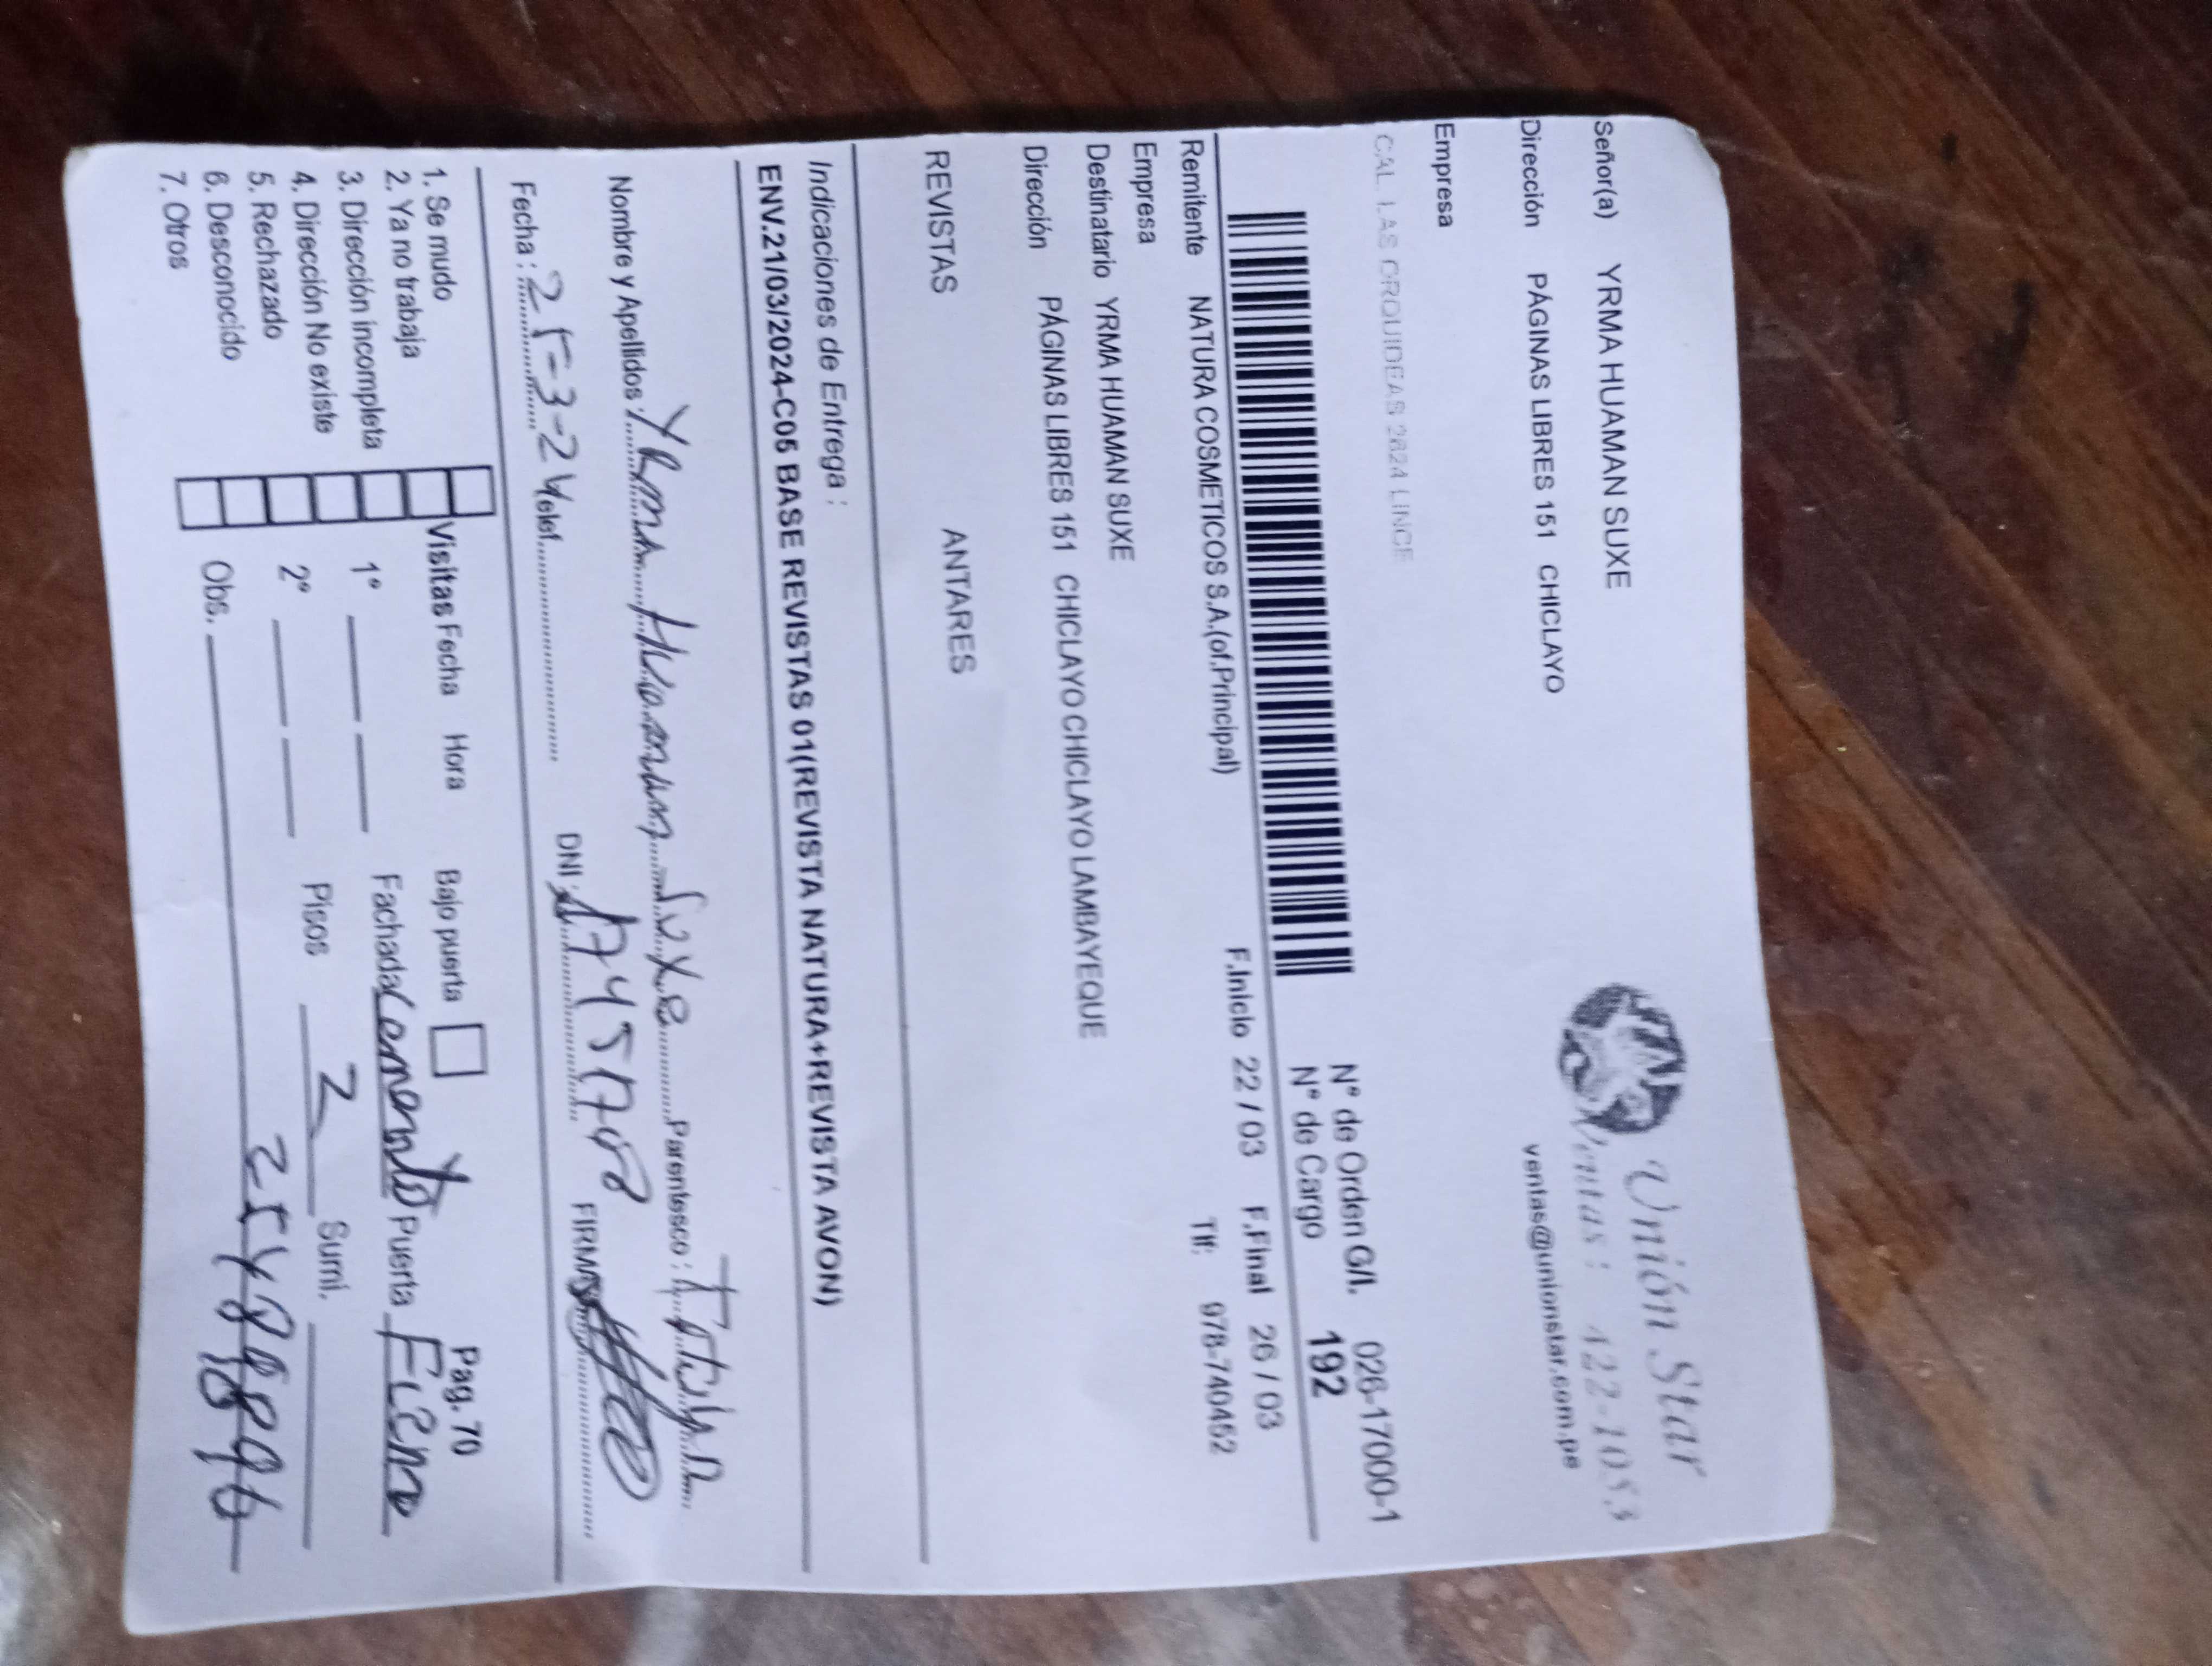 Unión Star
Señor(a) YRMA HUAMAN SUXE
Ventas: 422-1053
Dirección PÁGINAS LIBRES 151 CHICLAYO
ventas@unionstar.com.pe
Empresa
CAL. LAS ORQUIDEAS 2624 LINCE
Nº de Orden G/I. 026-17000-1
Nº de Cargo 192
F.Inicio 22 / 03 F.Final 26 / 03
Remitente NATURA COSMETICOS S.A.(of.Principal) Tlf: 978-740452
Empresa
Destinatario YRMA HUAMAN SUXE
Dirección PÁGINAS LIBRES 151 CHICLAYO CHICLAYO LAMBAYEQUE
REVISTAS ANTARES
Indicaciones de Entrega :
ENV.21/03/2024-C05 BASE REVISTAS 01(REVISTA NATURA+REVISTA AVON)
Nombre y Apellidos : Yrma Huaman Suxe Parentesco : Titular
Fecha : 25-3-24 Telef. DNI : FIRMA
1. Se mudo
2. Ya no trabaja
3. Dirección incompleta
4. Dirección No existe
5. Rechazado
6. Desconocido
7. Otros
Visitas Fecha Hora Bajo puerta Pag. 70
1º Fachada Cemento Puerta Fierro
2º Pisos 2 Sumi.
Obs.